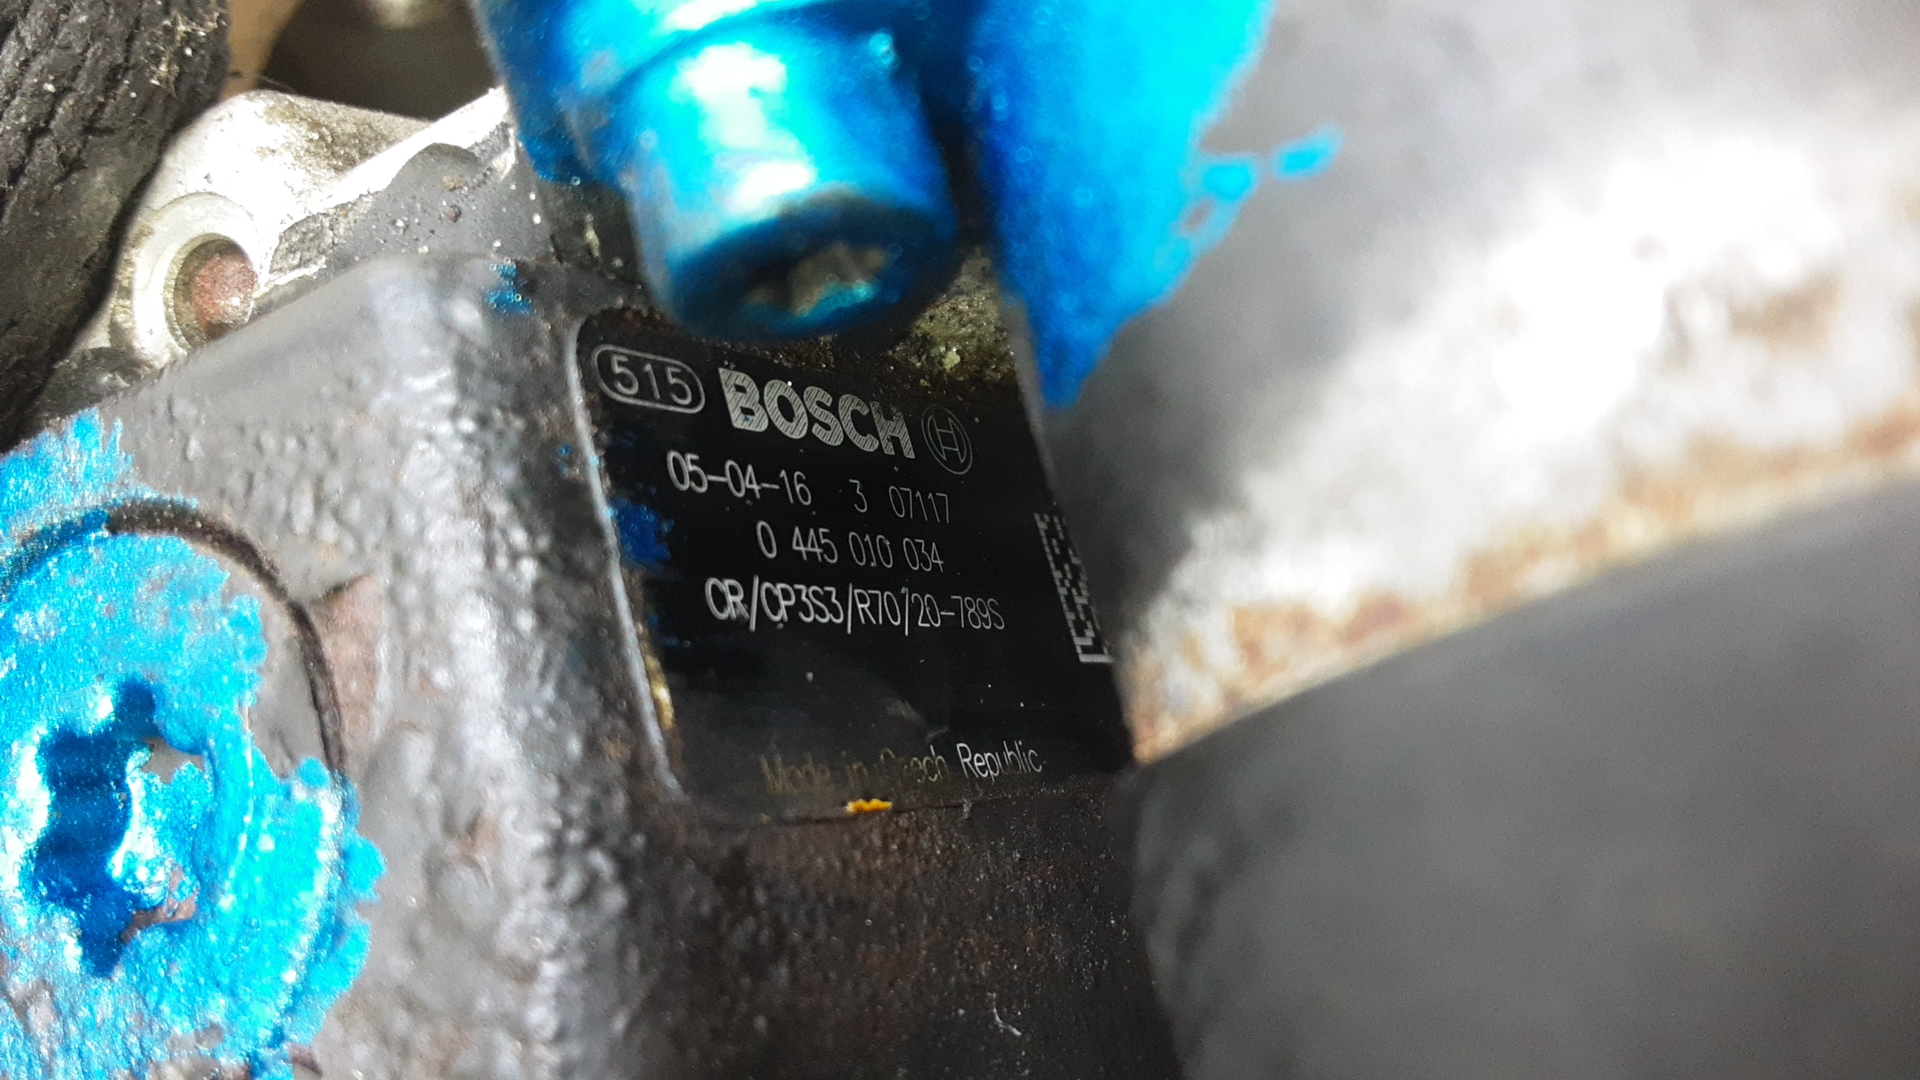 515 BOSCH
05-04-16 3 07117
0 445 010 034
CR/CP3S3/R70/20-789S
Made in Czech Republic